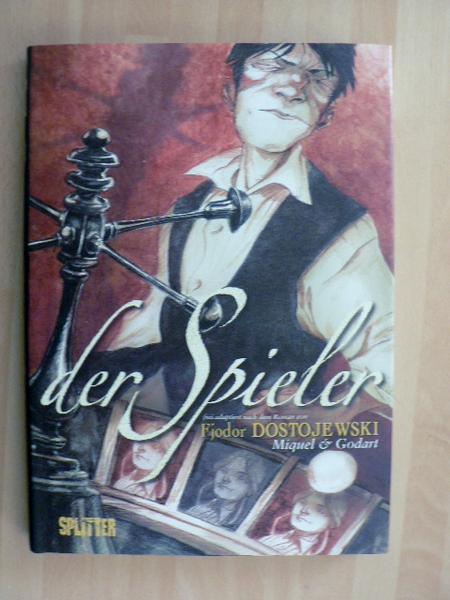 der Spieler
frei adaptiert nach dem Roman von
Fjodor DOSTOJEWSKI
Miquel & Godart
SPLITTER